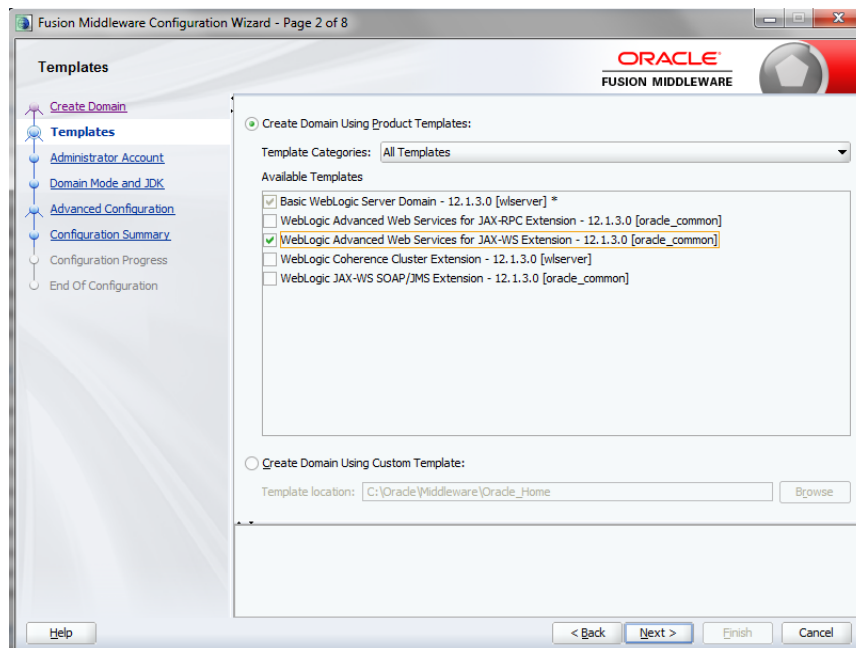 Fusion Middleware Configuration Wizard - Page 2 of 8
Templates
ORACLE
FUSION MIDDLEWARE
Create Domain
Templates
Administrator Account
Domain Mode and JDK
Advanced Configuration
Configuration Summary
Configuration Progress
End Of Configuration
Create Domain Using Product Templates:
Template Categories: All Templates
Available Templates
Basic WebLogic Server Domain - 12.1.3.0 [wlserver] *
WebLogic Advanced Web Services for JAX-RPC Extension - 12.1.3.0 [oracle_common]
WebLogic Advanced Web Services for JAX-WS Extension - 12.1.3.0 [oracle_common]
WebLogic Coherence Cluster Extension - 12.1.3.0 [wlserver]
WebLogic JAX-WS SOAP/JMS Extension - 12.1.3.0 [oracle_common]
Create Domain Using Custom Template:
Template location: C:\Oracle\Middleware\Oracle_Home Browse
Help < Back Next > Finish Cancel